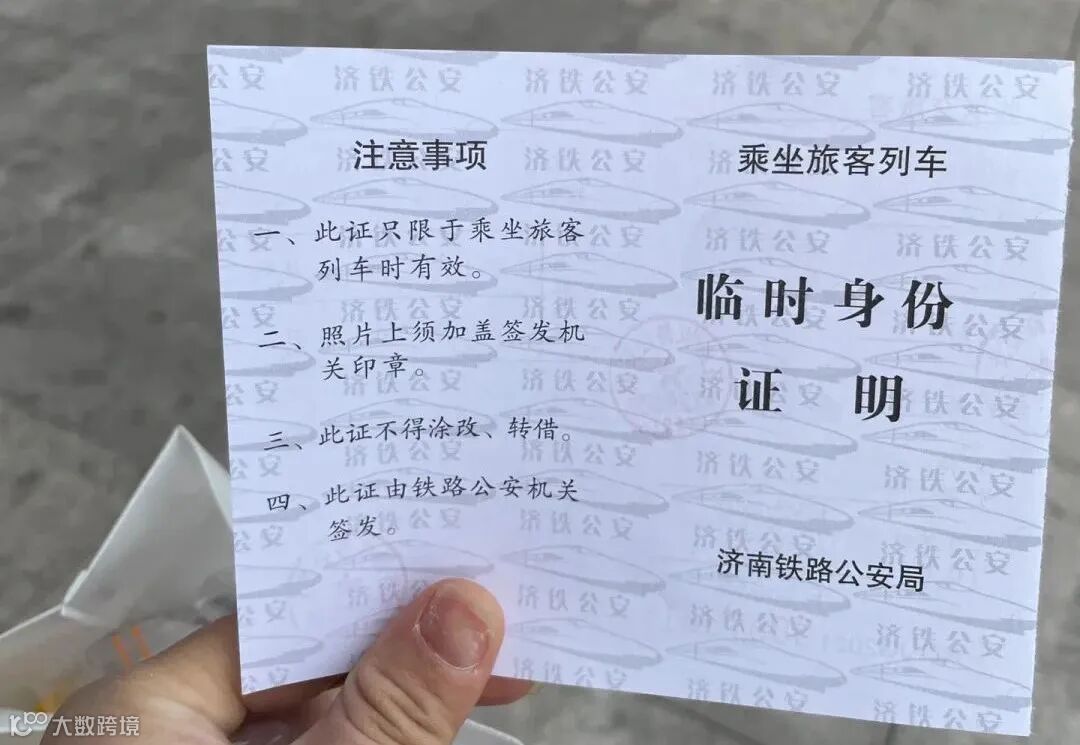 注意事项
一、此证只限于乘坐旅客
列车时有效。
二、照片上须加盖签发机
关印章。
三、此证不得涂改、转借。
四、此证由铁路公安机关
签发。
乘坐旅客列车
临时身份
证明
济南铁路公安局
济铁公安
大数跨境